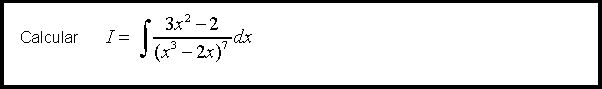 Calcular I = ∫ (3x² − 2)/(x³ − 2x)⁷ dx